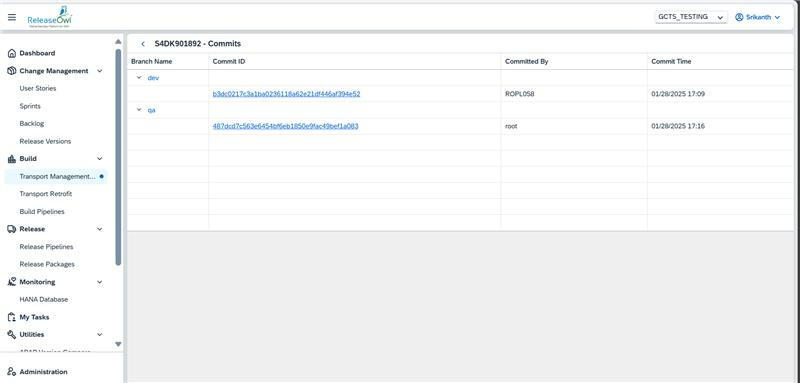 ReleaseOwl
GCTS_TESTING
Srikanth
Dashboard
Change Management
User Stories
Sprints
Backlog
Release Versions
Build
Transport Management...
Transport Retrofit
Build Pipelines
Release
Release Pipelines
Release Packages
Monitoring
HANA Database
My Tasks
Utilities
Administration
S4DK901892 - Commits
Branch Name Commit ID Committed By Commit Time
dev
b3dc0217c3a1ba0236118a62e21df446af394e52 ROPL058 01/28/2025 17:09
qa
487dcd7c563e6454bf6eb1850e9fac49bef1a083 root 01/28/2025 17:16